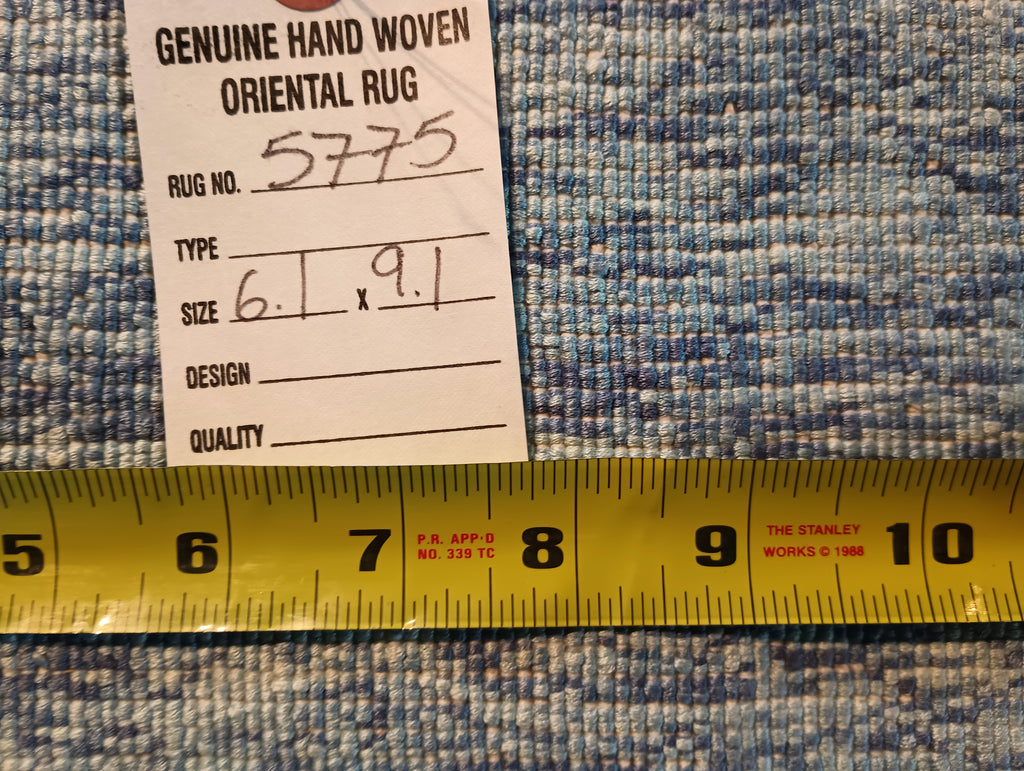 GENUINE HAND WOVEN
ORIENTAL RUG
RUG NO. 5775
TYPE
SIZE 6.1 X 9.1
DESIGN
QUALITY
5 6 7 P.R. APP'D 8 9 THE STANLEY 10
NO. 339 TC WORKS © 1988